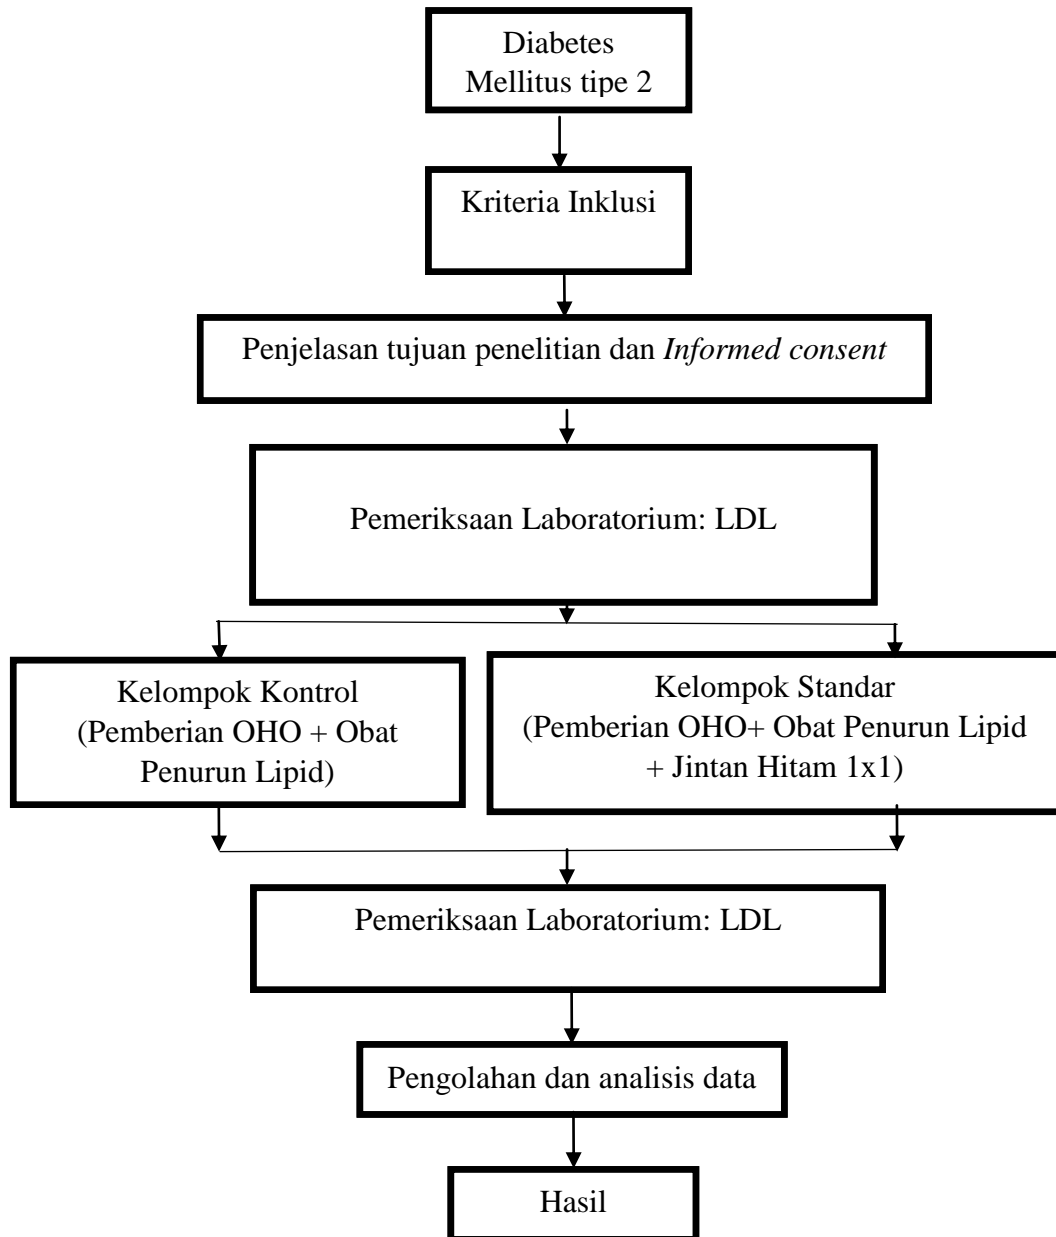 Diabetes
Mellitus tipe 2
Kriteria Inklusi
Penjelasan tujuan penelitian dan Informed consent
Pemeriksaan Laboratorium: LDL
Kelompok Kontrol
(Pemberian OHO + Obat
Penurun Lipid)
Kelompok Standar
(Pemberian OHO+ Obat Penurun Lipid
+ Jintan Hitam 1x1)
Pemeriksaan Laboratorium: LDL
Pengolahan dan analisis data
Hasil